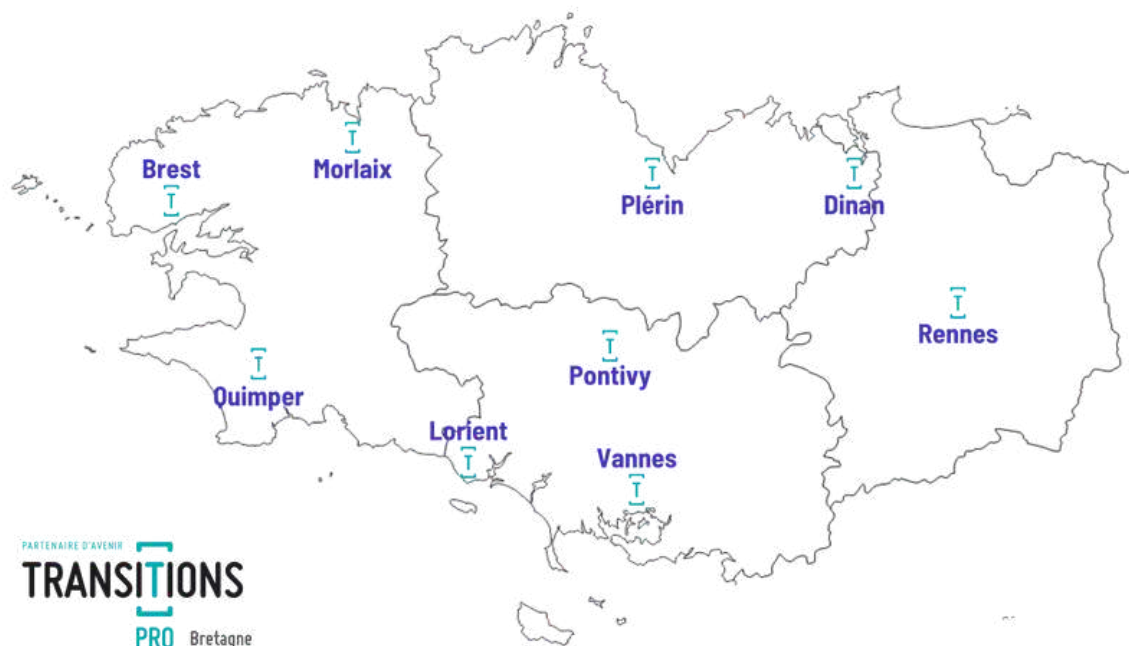 Brest
Morlaix
Plérin
Dinan
Rennes
Pontivy
Quimper
Lorient
Vannes
PARTENAIRE D'AVENIR
TRANSITIONS
PRO Bretagne